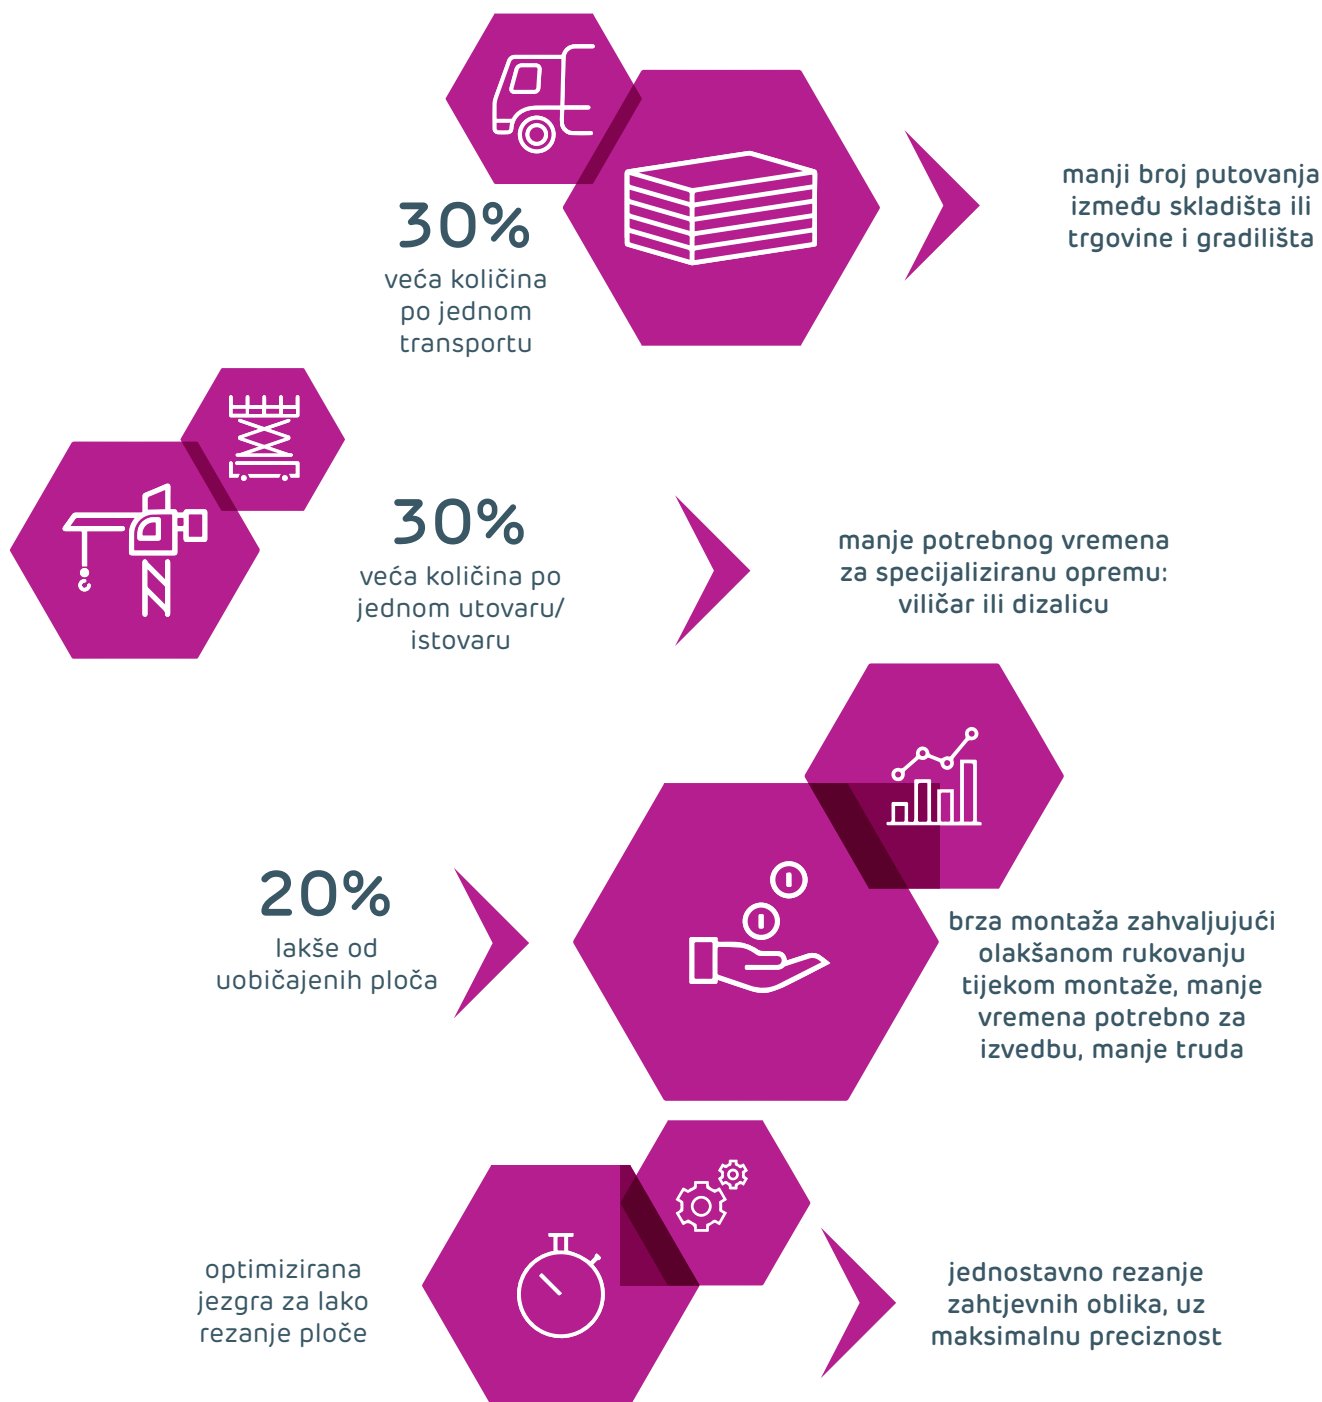 30%
veća količina
po jednom
transportu
manji broj putovanja
između skladišta ili
trgovine i gradilišta
30%
veća količina po
jednom utovaru/
istovaru
manje potrebnog vremena
za specijaliziranu opremu:
viličar ili dizalicu
20%
lakše od
uobičajenih ploča
brza montaža zahvaljujući
olakšanom rukovanju
tijekom montaže, manje
vremena potrebno za
izvedbu, manje truda
optimizirana
jezgra za lako
rezanje ploče
jednostavno rezanje
zahtjevnih oblika, uz
maksimalnu preciznost